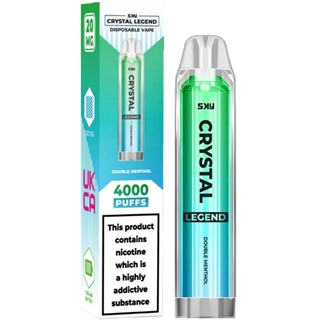 SKY
CRYSTAL LEGEND
DISPOSABLE VAPE
20
MG
DOUBLE MENTHOL
4000
PUFFS
UK
CA
This product
contains
nicotine which is
a highly
addictive
substance
SKY
CRYSTAL
LEGEND
DOUBLE MENTHOL